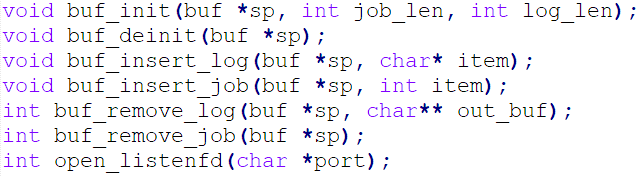 void buf_init(buf *sp, int job_len, int log_len);
void buf_deinit(buf *sp);
void buf_insert_log(buf *sp, char* item);
void buf_insert_job(buf *sp, int item);
int buf_remove_log(buf *sp, char** out_buf);
int buf_remove_job(buf *sp);
int open_listenfd(char *port);